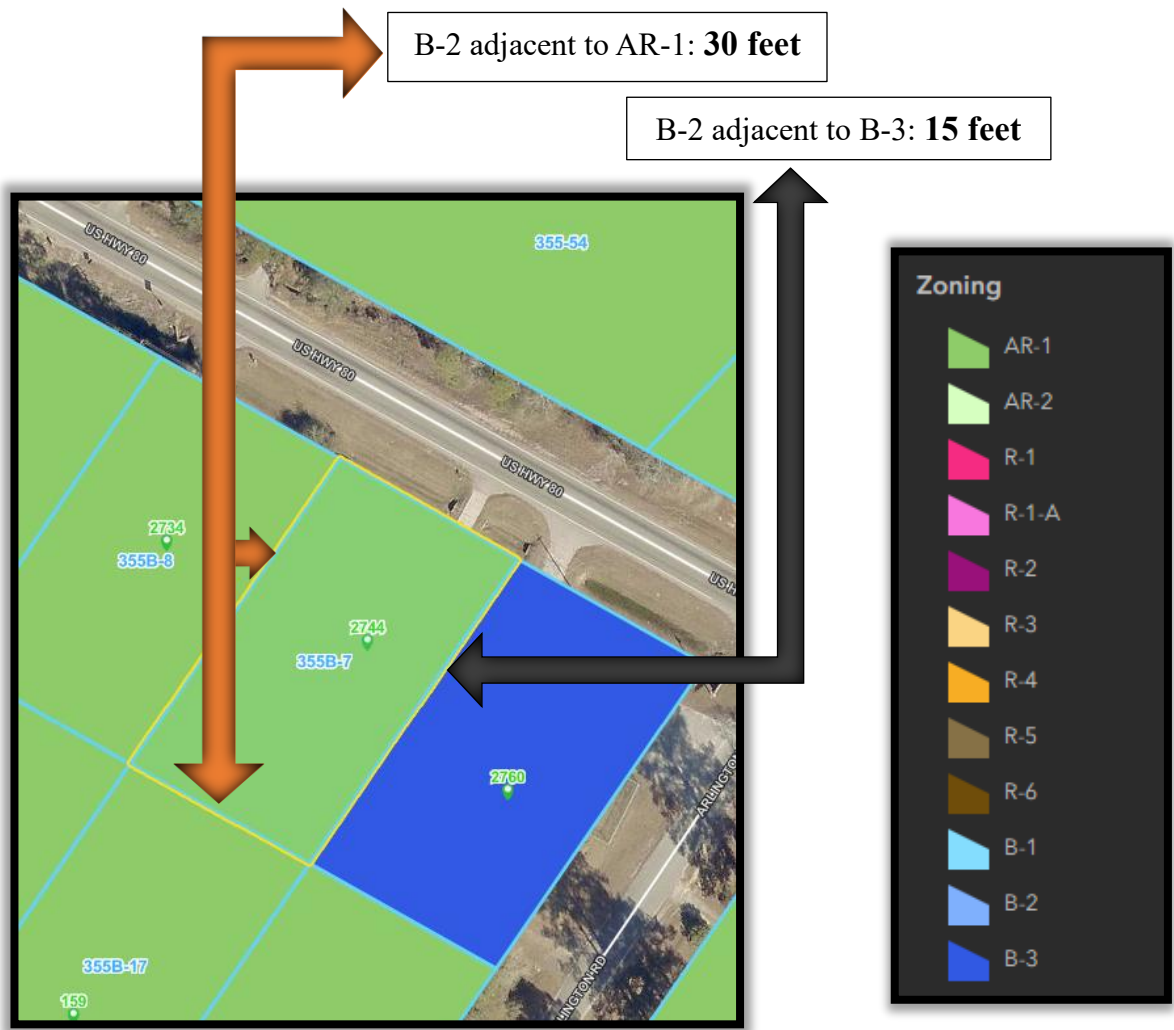 B-2 adjacent to AR-1: 30 feet
B-2 adjacent to B-3: 15 feet
US HWY 80
355-54
US HWY 80
US HWY 80
US H
2734
355B-8
2744
355B-7
2760
ARLINGTON
355B-17
159
LINGTON RD
Zoning
AR-1
AR-2
R-1
R-1-A
R-2
R-3
R-4
R-5
R-6
B-1
B-2
B-3